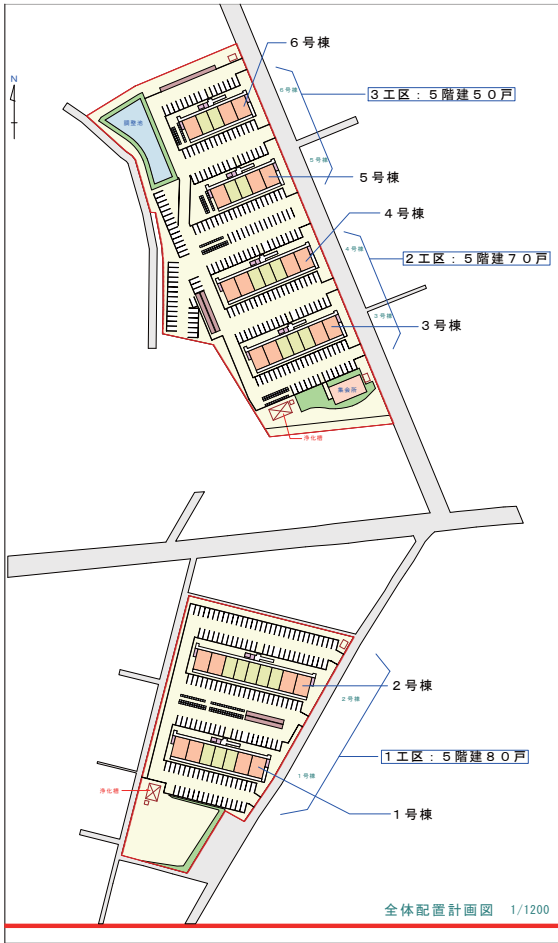 6号棟
N
3工区：5階建50戸
6号棟
調整池
5号棟
5号棟
4号棟
4号棟
2工区：5階建70戸
3号棟
3号棟
集会所
浄化槽
2号棟
2号棟
1工区：5階建80戸
1号棟
浄化槽
1号棟
全体配置計画図 1/1200